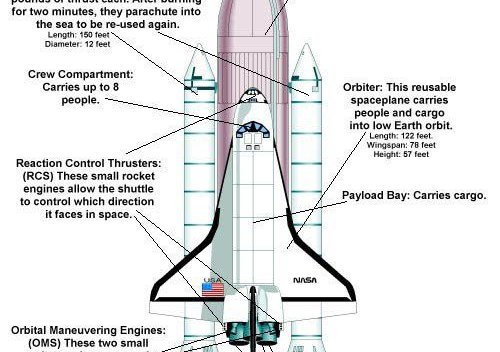 pounds of thrust each. After burning
for two minutes, they parachute into
the sea to be re-used again.
Length: 150 feet
Diameter: 12 feet
Crew Compartment:
Carries up to 8
people.
Orbiter: This reusable
spaceplane carries
people and cargo
into low Earth orbit.
Length: 122 feet.
Wingspan: 78 feet
Height: 57 feet
Reaction Control Thrusters:
(RCS) These small rocket
engines allow the shuttle
to control which direction
it faces in space.
Payload Bay: Carries cargo.
USA
NASA
Orbital Maneuvering Engines:
(OMS) These two small